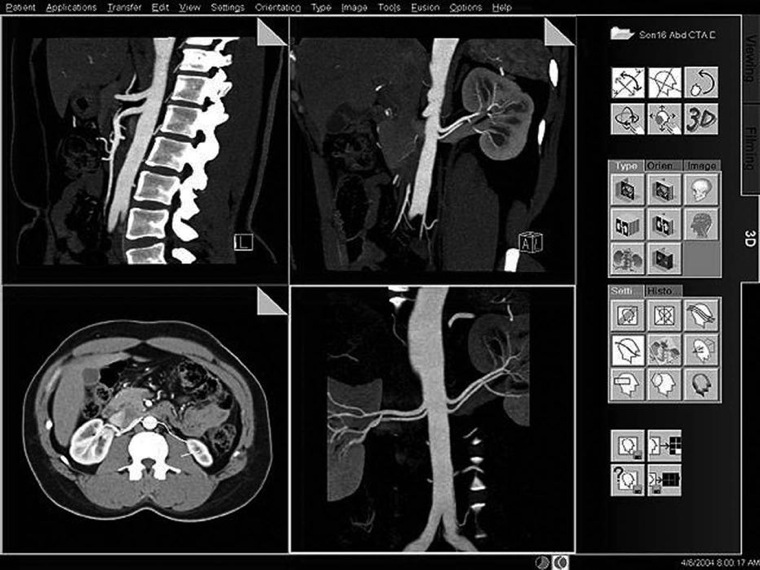 Patient Applications Transfer Edit View Settings Orientation Type Image Tools Fusion Options Help
Viewing
Filming
3D
Sen16 Abd CTA E
3D
Type Orien Image
Setti... Histo...
L
A L
4/6/2004 8:00:17 AM